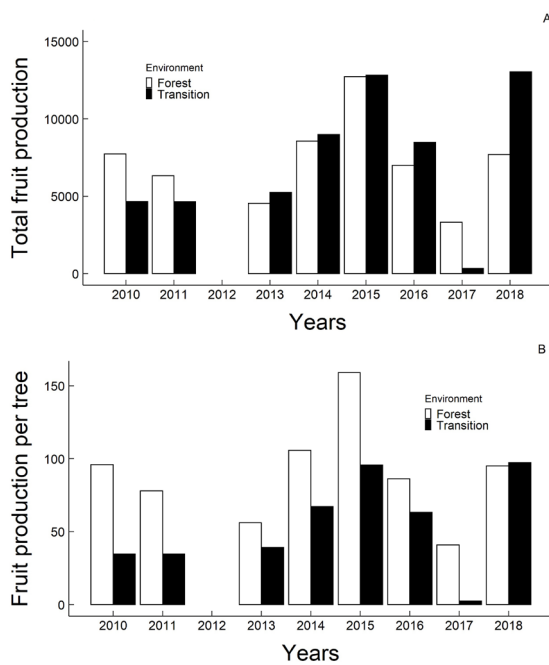 A
15000
10000
5000
0
Total fruit production
Environment
Forest
Transition
2010 2011 2012 2013 2014 2015 2016 2017 2018
Years
B
150
100
50
0
Fruit production per tree
Environment
Forest
Transition
2010 2011 2012 2013 2014 2015 2016 2017 2018
Years